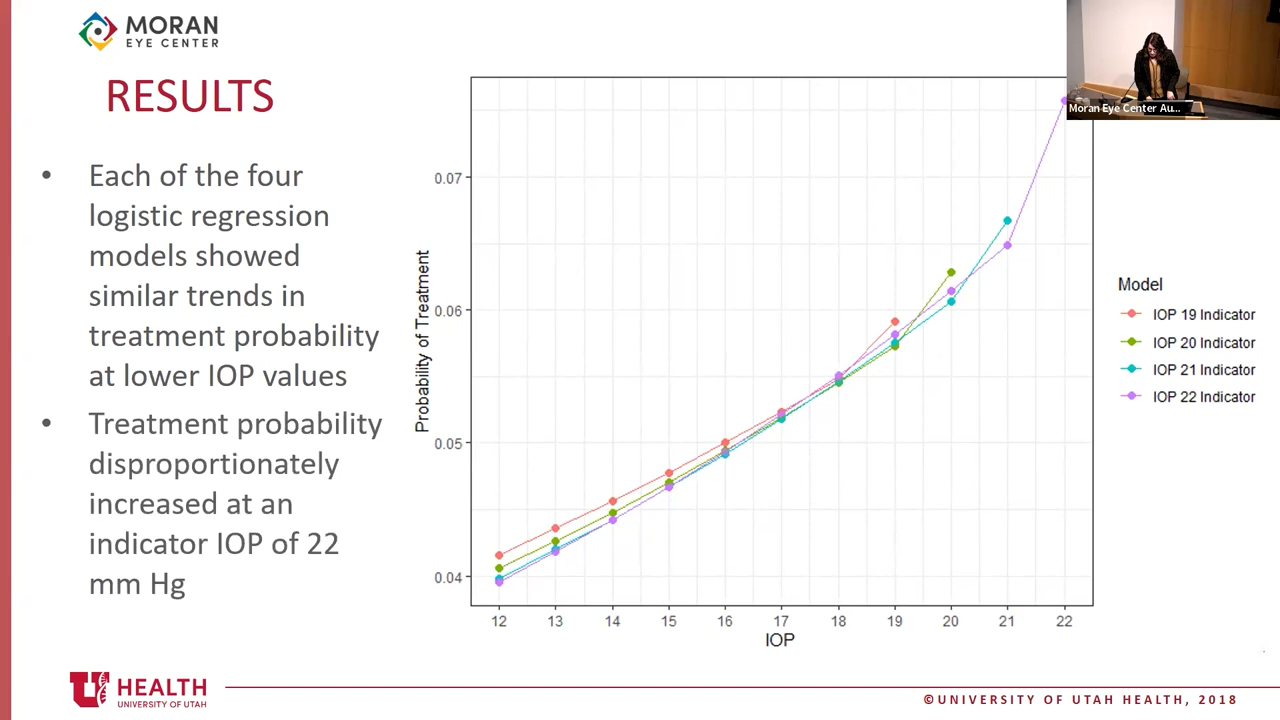 MORAN
EYE CENTER
RESULTS
• Each of the four
logistic regression
models showed
similar trends in
treatment probability
at lower IOP values
• Treatment probability
disproportionately
increased at an
indicator IOP of 22
mm Hg
Probability of Treatment
0.07
0.06
0.05
0.04
12 13 14 15 16 17 18 19 20 21 22
IOP
Model
IOP 19 Indicator
IOP 20 Indicator
IOP 21 Indicator
IOP 22 Indicator
Moran Eye Center Au...
U HEALTH
UNIVERSITY OF UTAH
©UNIVERSITY OF UTAH HEALTH, 2018